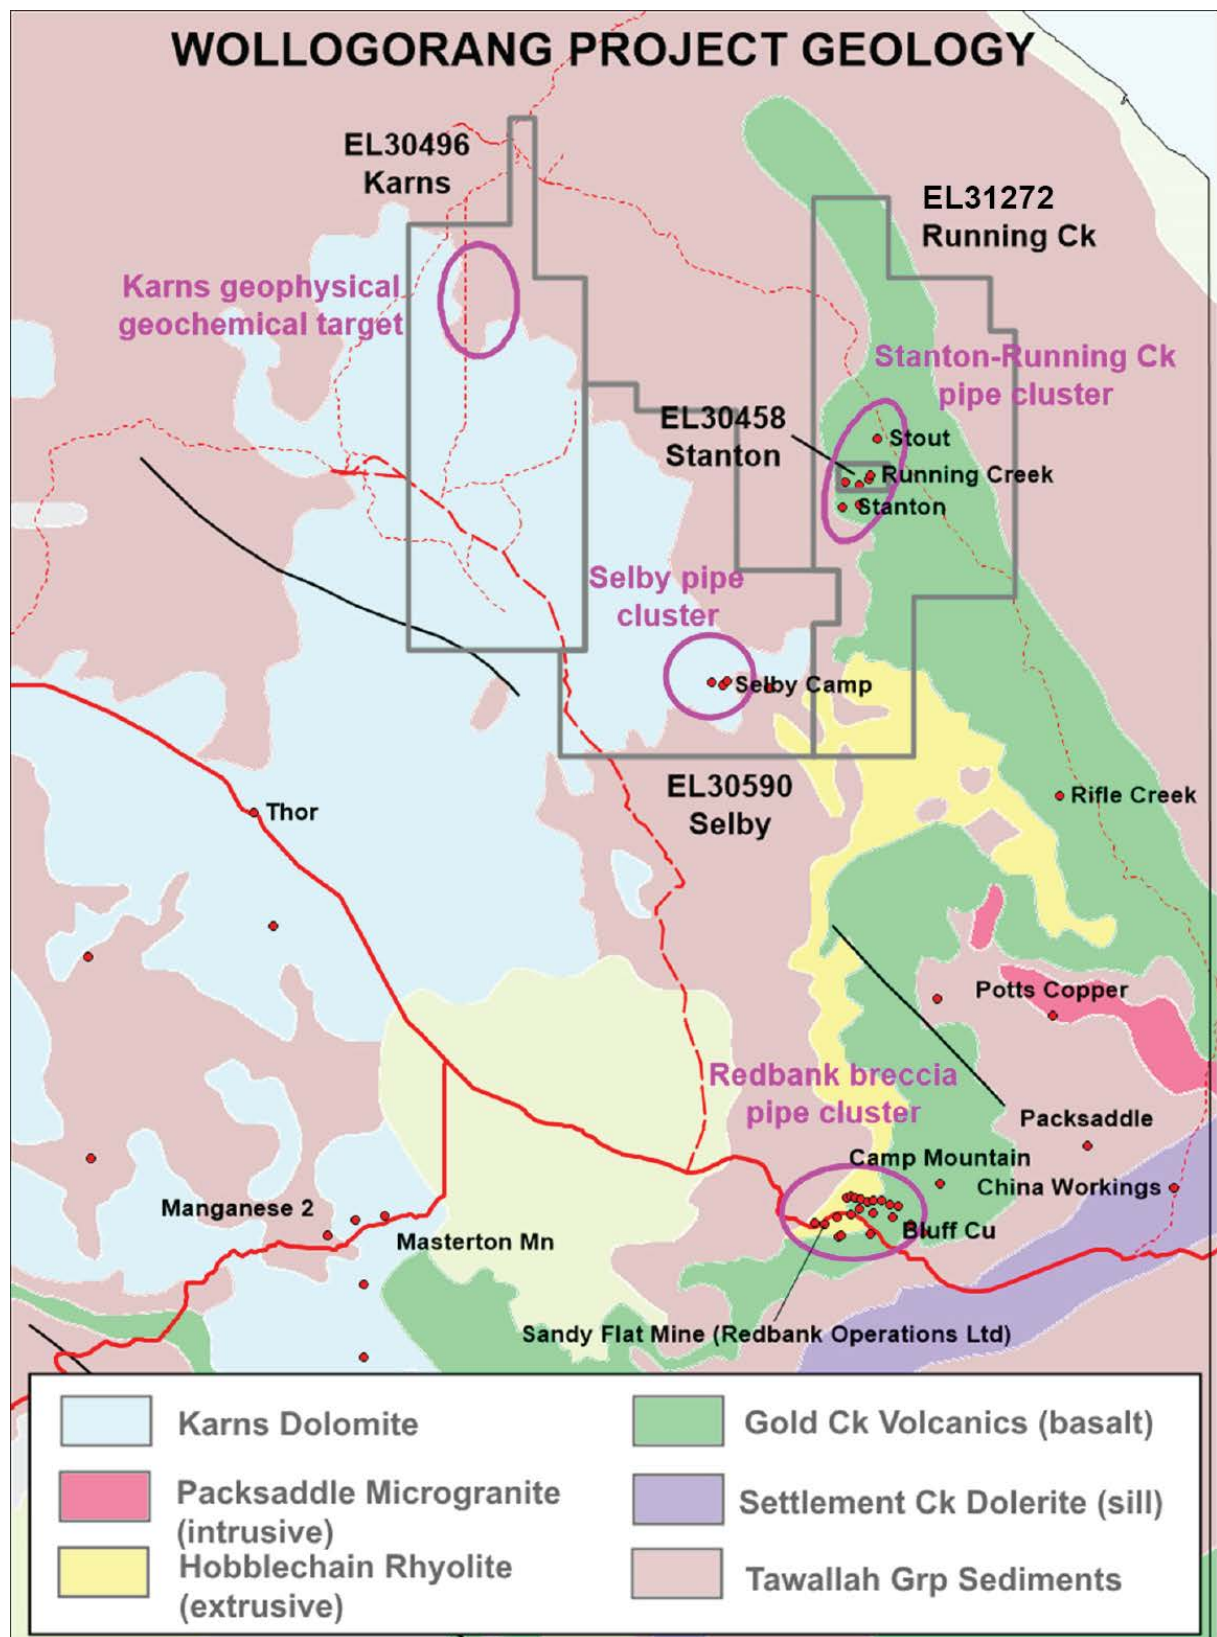 WOLLOGORANG PROJECT GEOLOGY
EL30496
Karns
EL31272
Running Ck
Karns geophysical
geochemical target
Stanton-Running Ck
pipe cluster
EL30458
Stanton
Stout
Running Creek
Stanton
Selby pipe
cluster
Selby Camp
EL30590
Selby
Rifle Creek
Thor
Potts Copper
Redbank breccia
pipe cluster
Packsaddle
Camp Mountain
China Workings
Manganese 2
Bluff Cu
Masterton Mn
Sandy Flat Mine (Redbank Operations Ltd)
Karns Dolomite
Packsaddle Microgranite
(intrusive)
Hobblechain Rhyolite
(extrusive)
Gold Ck Volcanics (basalt)
Settlement Ck Dolerite (sill)
Tawallah Grp Sediments